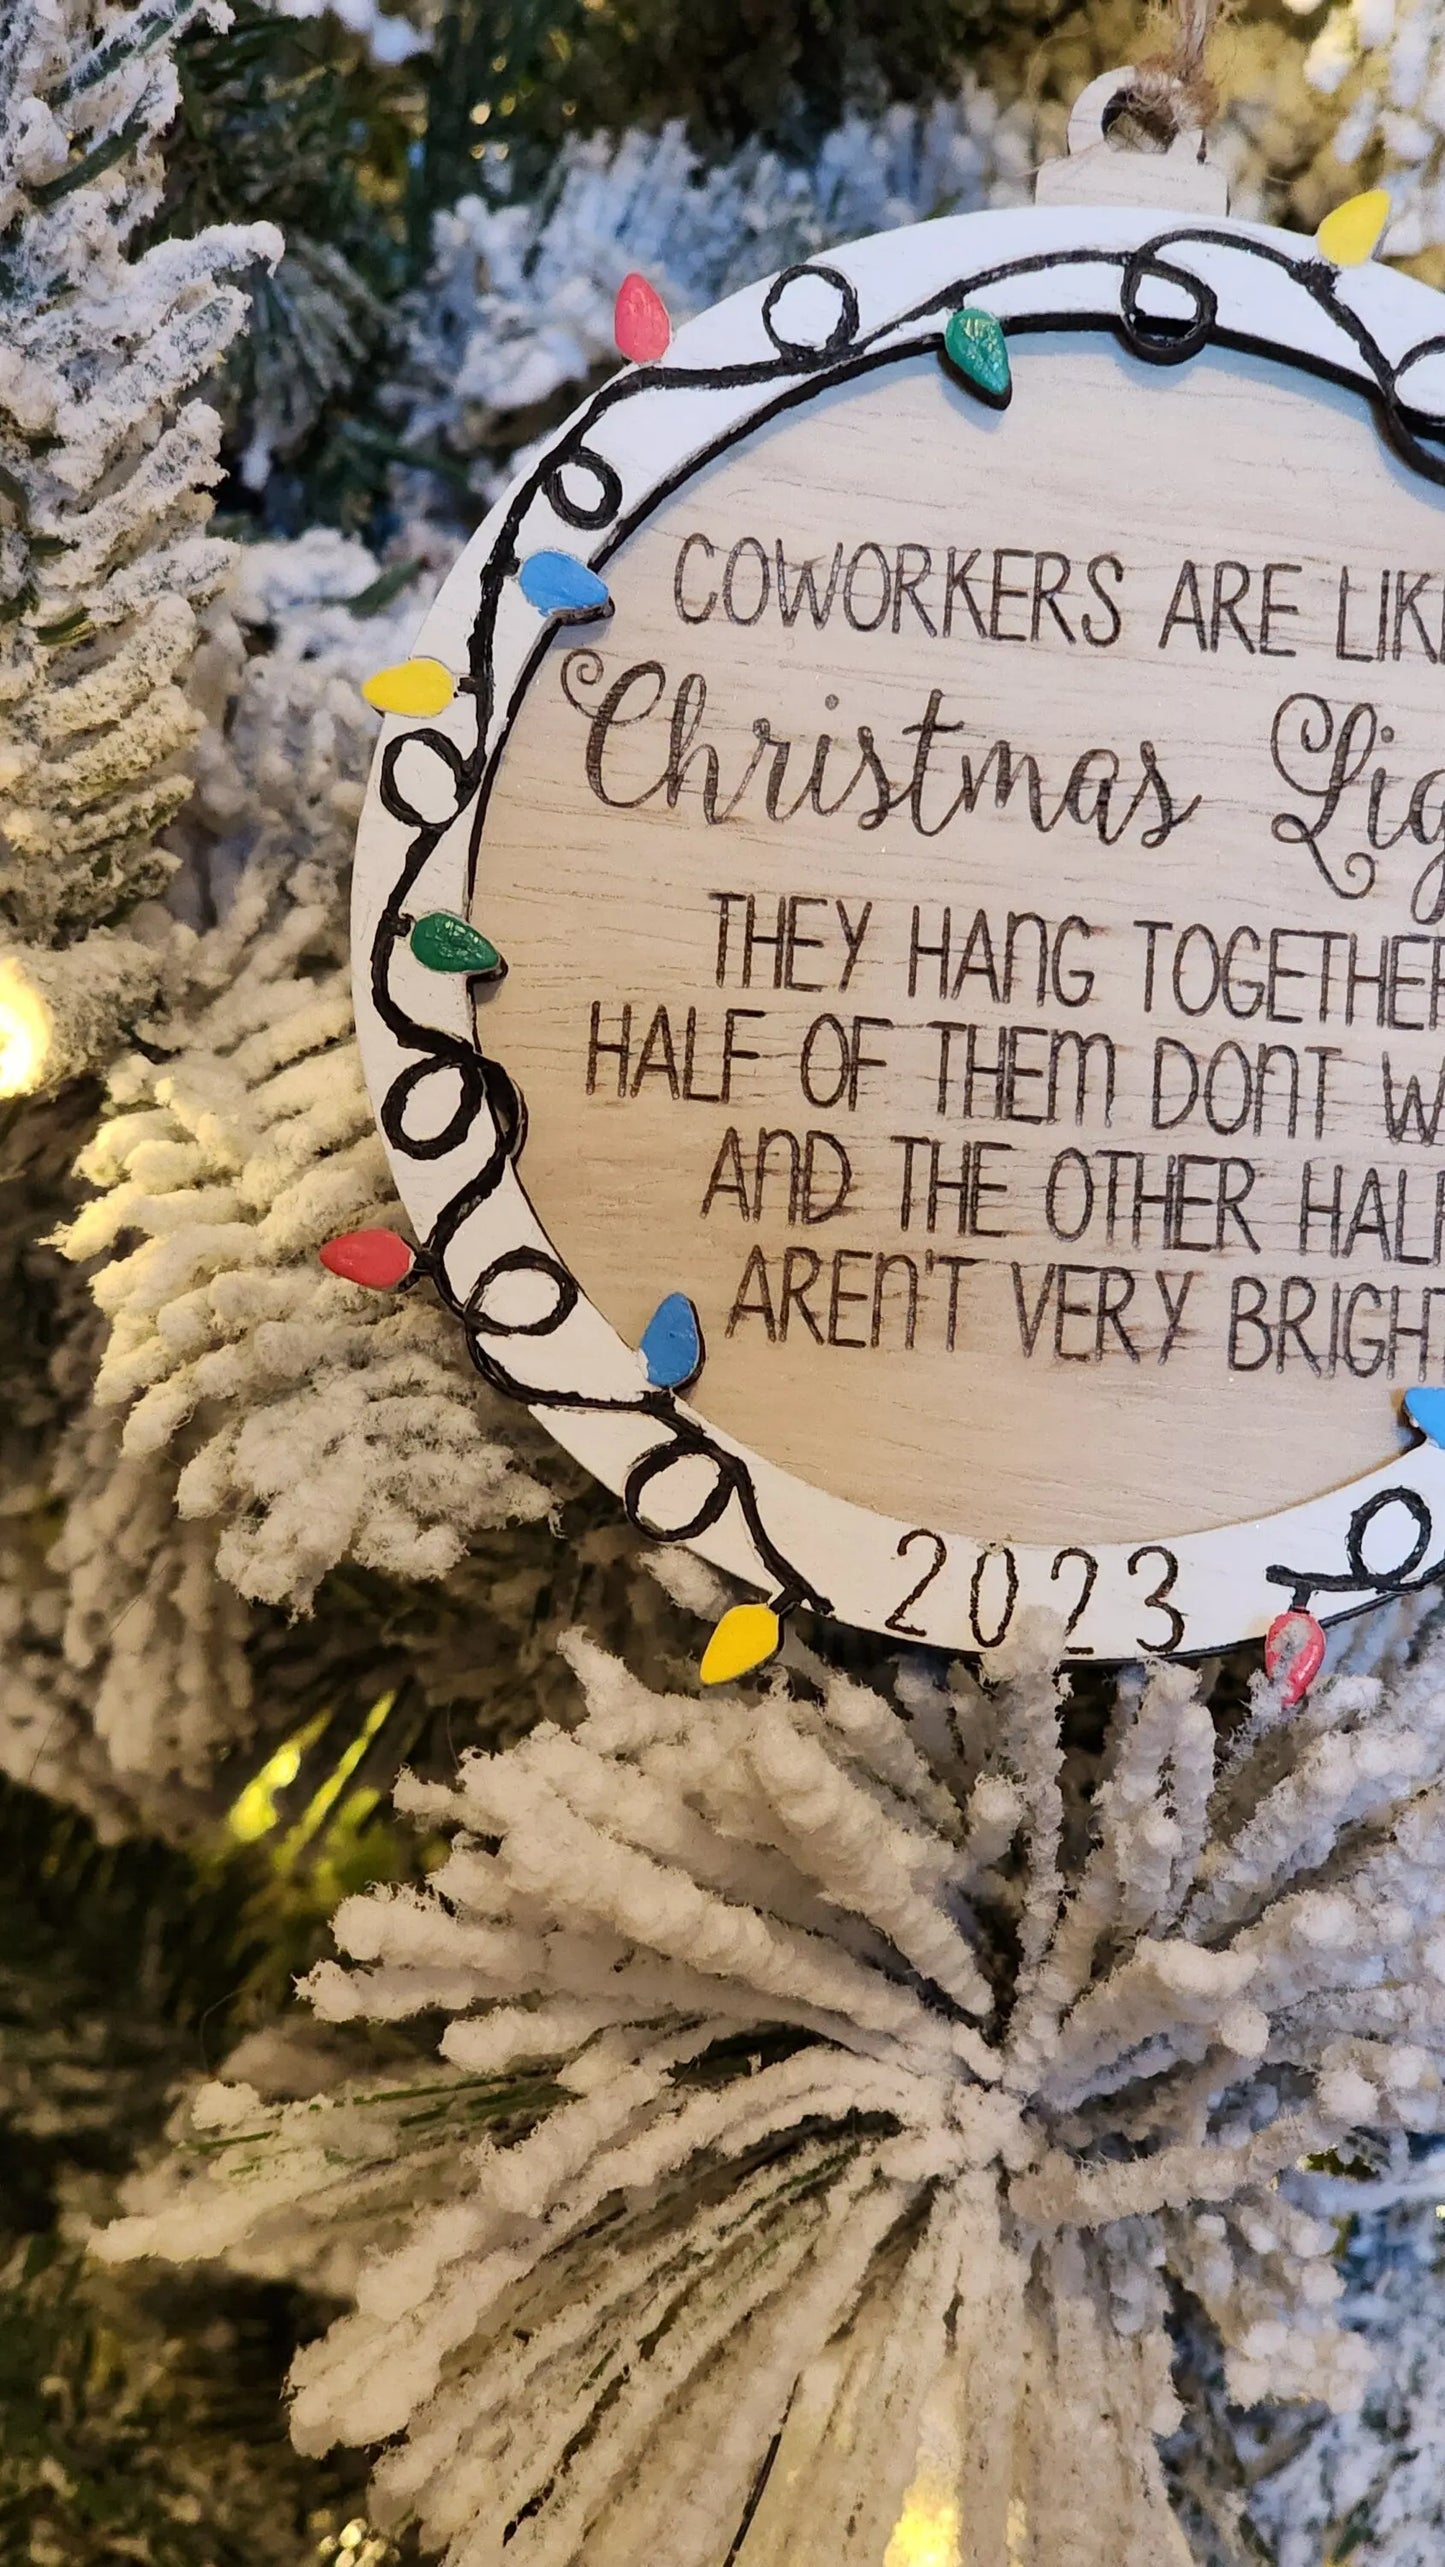 COWORKERS ARE LIK
Christmas Lig
THEY HANG TOGETHER
HALF OF THEM DONT W
AND THE OTHER HALF
AREN'T VERY BRIGHT
2023